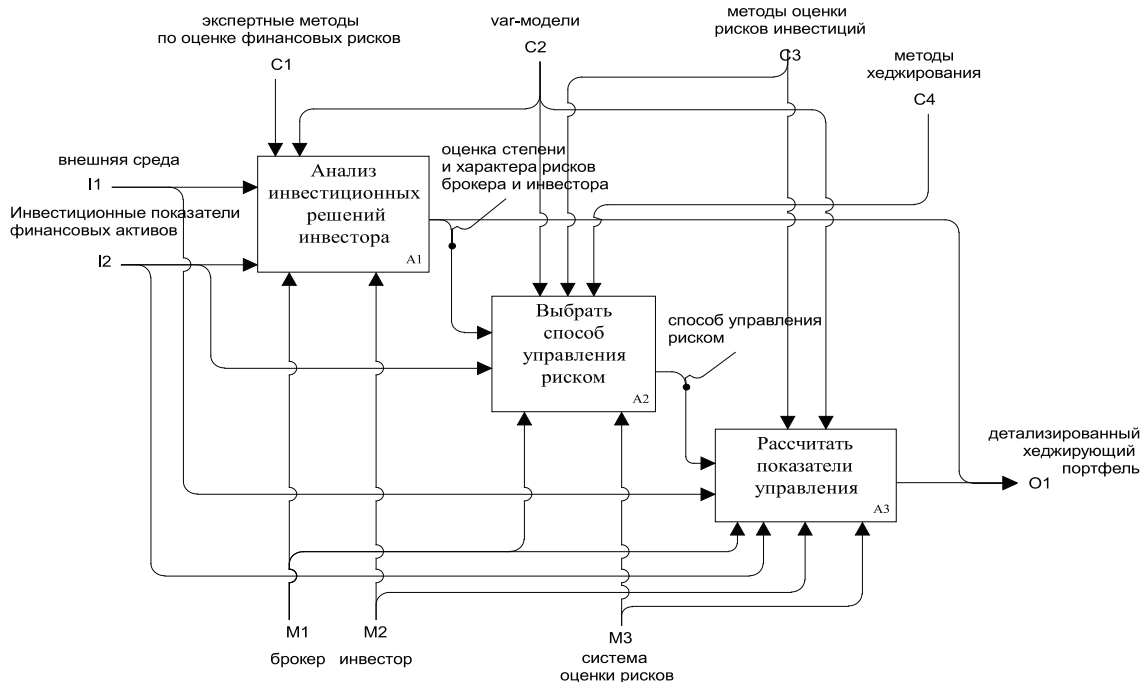 экспертные методы
по оценке финансовых рисков
C1
var-модели
C2
методы оценки
рисков инвестиций
C3
методы
хеджирования
C4
внешняя среда
I1
Инвестиционные показатели
финансовых активов
I2
Анализ
инвестиционных
решений
инвестора
A1
оценка степени
и характера рисков
брокера и инвестора
Выбрать
способ
управления
риском
A2
способ управления
риском
Рассчитать
показатели
управления
A3
детализированный
хеджирующий
портфель
O1
M1
брокер
M2
инвестор
M3
система
оценки рисков